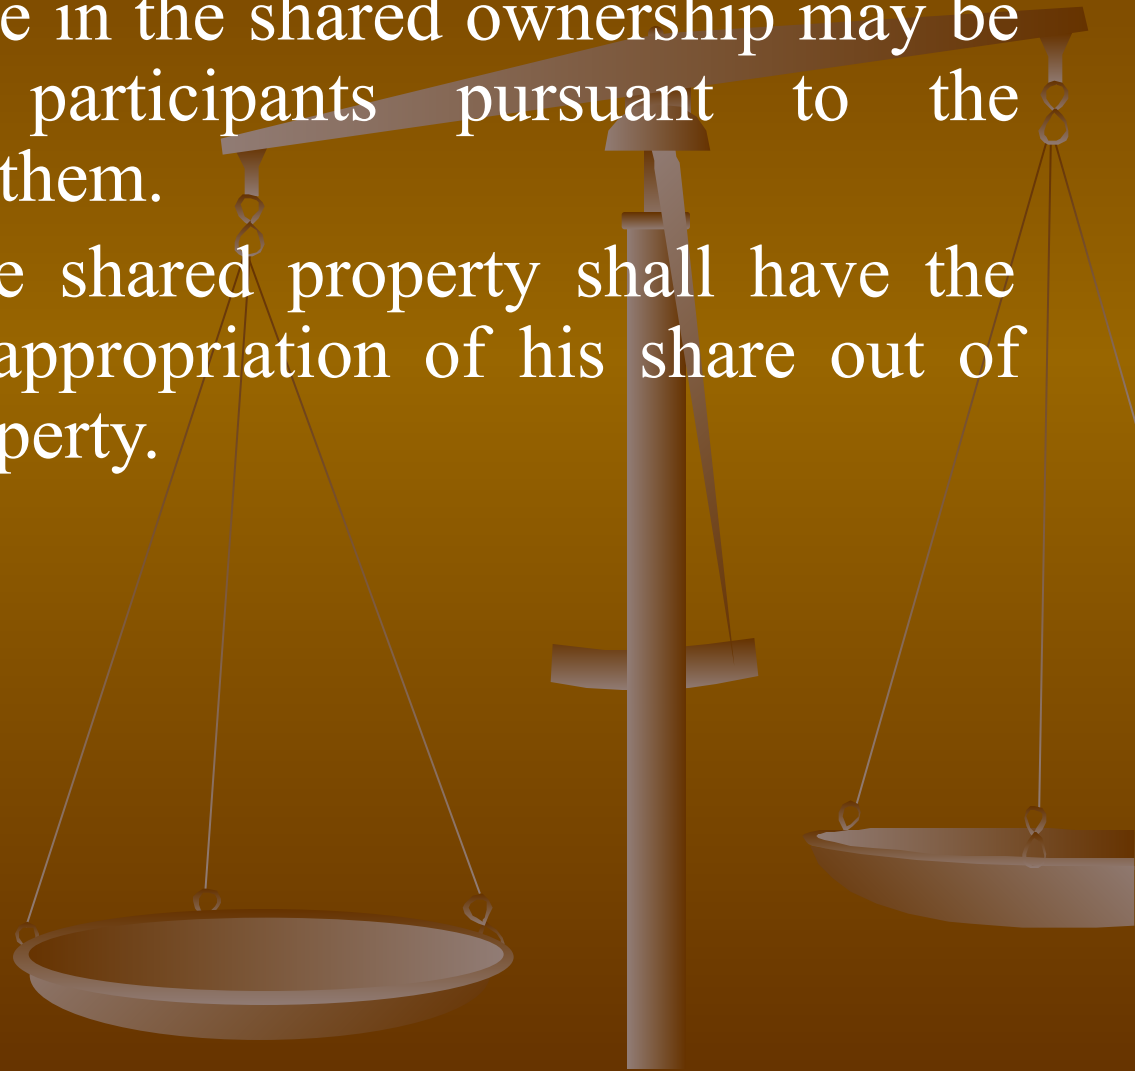 e in the shared ownership may be
participants pursuant to the
them.
e shared property shall have the
appropriation of his share out of
perty.